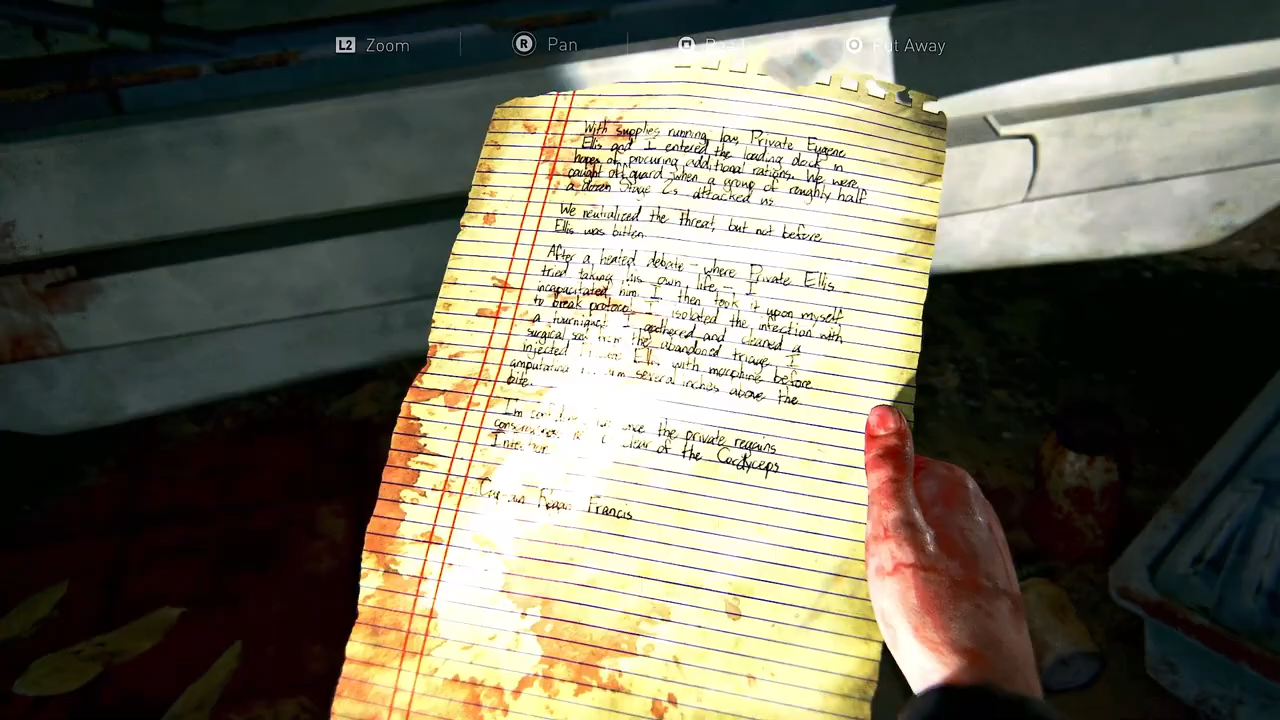 L2 Zoom
R Pan
Put Away
With supplies running low, Private Eugene
Ellis and I entered the loading dock in
hopes of procuring additional rations. We were
caught off guard when a group of roughly half
a dozen Stage 2s attacked us.
We neutralized the threat, but not before
Ellis was bitten.
After a heated debate – where Private Ellis
tried taking his own life – I
incapacitated him. I then took it upon myself
to break protocol. I isolated the infection with
a tourniquet. I gathered and cleaned a
surgical saw from the abandoned triage. I
injected Ellis with morphine before
amputating several inches above the
bite.
I'm once the private regains
clear of the Cordyceps
Francis